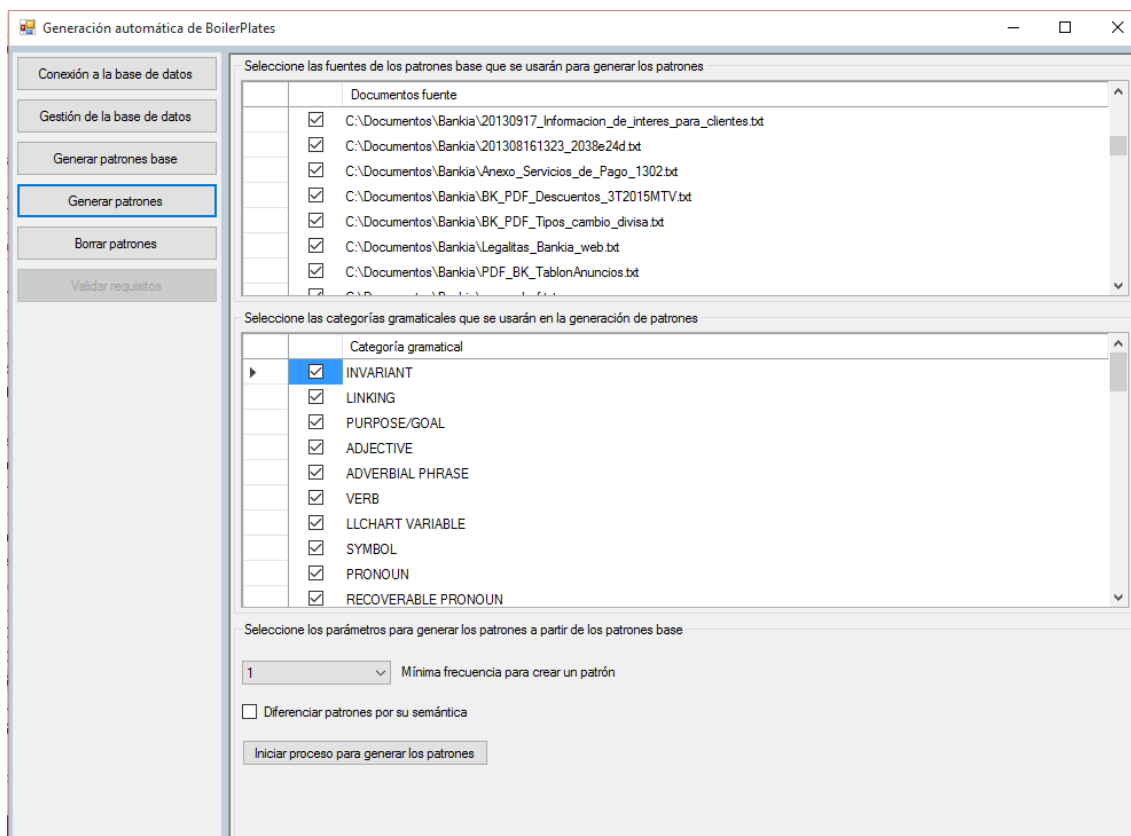 Generación automática de BoilerPlates
Conexión a la base de datos
Gestión de la base de datos
Generar patrones base
Generar patrones
Borrar patrones
Validar requisitos
Seleccione las fuentes de los patrones base que se usarán para generar los patrones
Documentos fuente
C:\Documentos\Bankia\20130917_Informacion_de_interes_para_clientes.txt
C:\Documentos\Bankia\201308161323_2038e24d.txt
C:\Documentos\Bankia\Anexo_Servicios_de_Pago_1302.txt
C:\Documentos\Bankia\BK_PDF_Descuentos_3T2015MTV.txt
C:\Documentos\Bankia\BK_PDF_Tipos_cambio_divisa.txt
C:\Documentos\Bankia\Legalitas_Bankia_web.txt
C:\Documentos\Bankia\PDF_BK_TablonAnuncios.txt
Seleccione las categorías gramaticales que se usarán en la generación de patrones
Categoría gramatical
INVARIANT
LINKING
PURPOSE/GOAL
ADJECTIVE
ADVERBIAL PHRASE
VERB
LLCHART VARIABLE
SYMBOL
PRONOUN
RECOVERABLE PRONOUN
Seleccione los parámetros para generar los patrones a partir de los patrones base
1 Mínima frecuencia para crear un patrón
Diferenciar patrones por su semántica
Iniciar proceso para generar los patrones